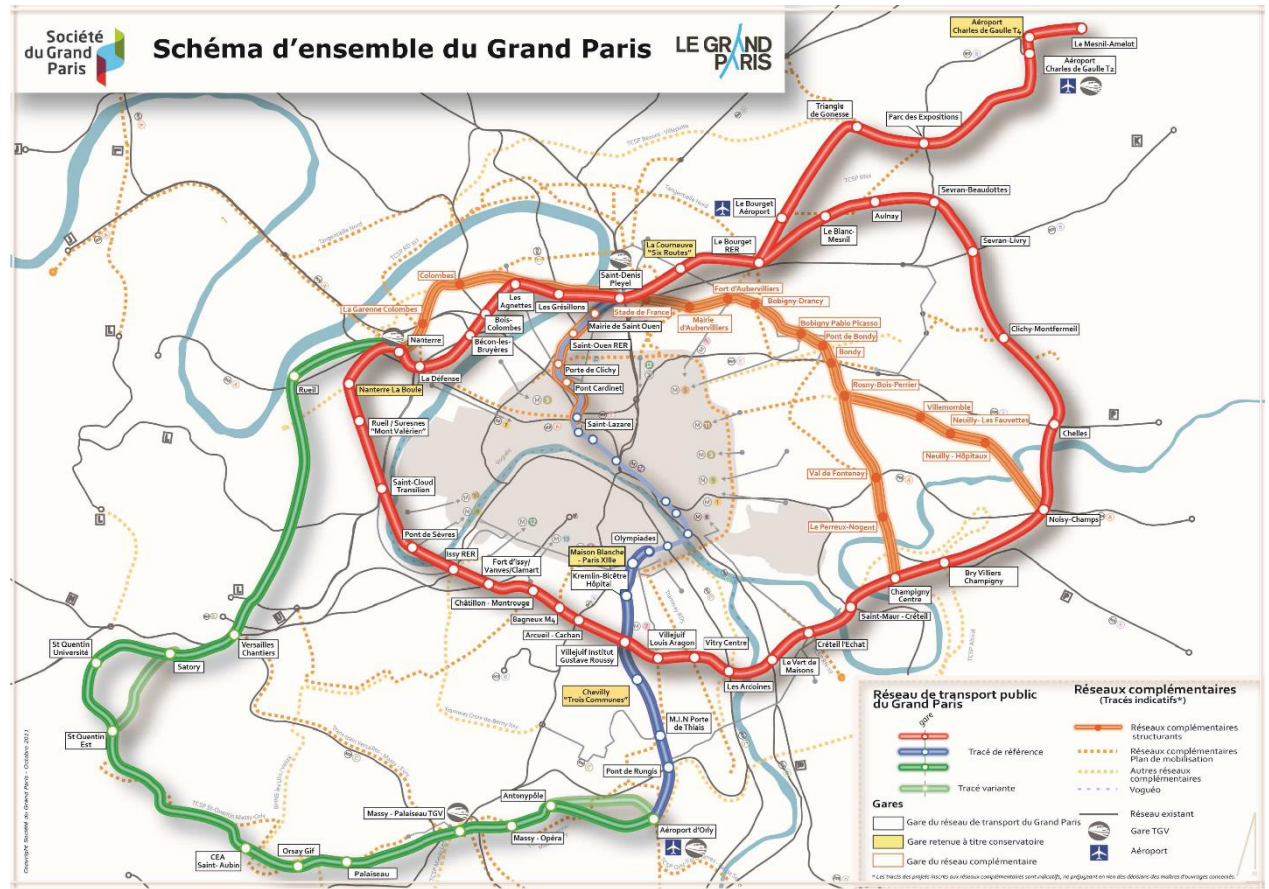 Société
du Grand
Paris
Schéma d'ensemble du Grand Paris
LE GRAND
PARIS
Aéroport
Charles de Gaulle T4
Le Mesnil-Amelot
Aéroport
Charles de Gaulle T2
Triangle
de Gonesse
Parc des Expositions
Le Bourget
Aéroport
Sevran-Beaudottes
Aulnay
Le Blanc-
Mesnil
Sevran-Livry
Le Bourget
RER
La Courneuve
"Six Routes"
Saint-Denis
Pleyel
Colombes
La Garenne Colombes
Les
Agnettes
Les Grésillons
Bois-
Colombes
Bécon-les-
Bruyères
Nanterre
La Défense
Nanterre La Boule
Rueil
Stade de France
Mairie
d'Aubervilliers
Fort d'Aubervilliers
Bobigny-Drancy
Bobigny Pablo Picasso
Pont de Bondy
Bondy
Rosny-Bois-Perrier
Villemomble
Neuilly- Les Fauvettes
Neuilly - Hôpitaux
Val de Fontenay
Le Perreux-Nogent
Clichy-Montfermeil
Chelles
Noisy-Champs
Mairie de Saint Ouen
Saint-Ouen RER
Porte de Clichy
Pont Cardinet
Saint-Lazare
Rueil / Suresnes
"Mont Valérien"
Saint-Cloud
Transilien
Pont de Sèvres
Issy RER
Fort d'Issy/
Vanves/Clamart
Châtillon - Montrouge
Bagneux M4
Arcueil - Cachan
Villejuif Institut
Gustave Roussy
Villejuif
Louis Aragon
Vitry Centre
Les Ardoines
Le Vert de
Maisons
Créteil l'Echat
Saint-Maur - Créteil
Champigny
Centre
Bry Villiers
Champigny
Olympiades
Maison Blanche -
Paris XIIIe
Kremlin-Bicêtre
Hôpital
Chevilly
"Trois Communes"
M.I.N Porte
de Thiais
Pont de Rungis
Aéroport d'Orly
Antonypôle
Massy - Opéra
Massy - Palaiseau TGV
Palaiseau
Orsay Gif
CEA
Saint- Aubin
St Quentin
Est
St Quentin
Université
Satory
Versailles
Chantiers
Tangentielle Nord
Réseau de transport public
du Grand Paris
gare
Tracé de référence
Tracé variante
Gares
Gare du réseau de transport du Grand Paris
Gare retenue à titre conservatoire
Gare du réseau complémentaire
Réseaux complémentaires
(Tracés indicatifs*)
Réseaux complémentaires
structurants
Réseaux complémentaires
Plan de mobilisation
Autres réseaux
complémentaires
Voguéo
Réseau existant
Gare TGV
Aéroport
Copyright Société du Grand Paris - Octobre 2011